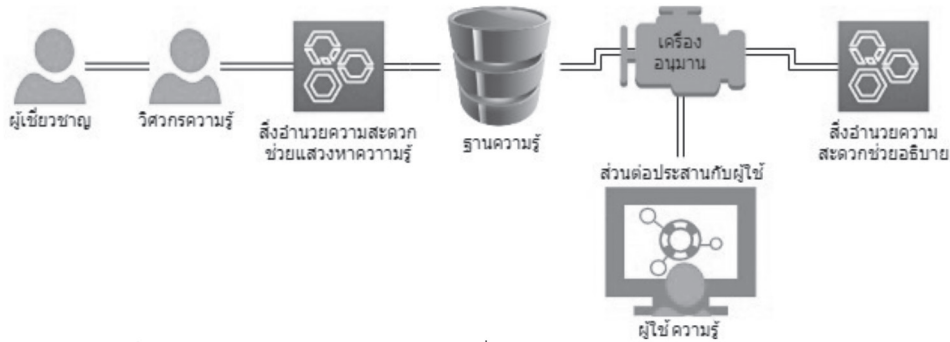 เครื่อง
อนุมาน
ผู้เชี่ยวชาญ
วิศวกรความรู้
สิ่งอำนวยความสะดวก
ช่วยแสวงหาความามรู้
ฐานความรู้
สิ่งอำนวยความ
สะดวกช่วยอธิบาย
ส่วนต่อประสานกับผู้ใช้
ผู้ใช้ ความรู้